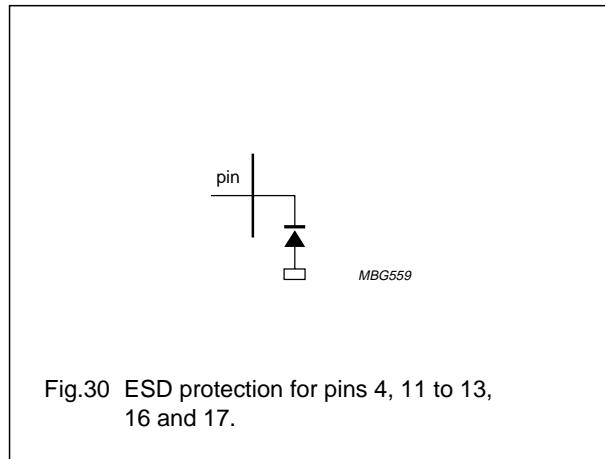 pin
MBG559
Fig.30 ESD protection for pins 4, 11 to 13,
16 and 17.